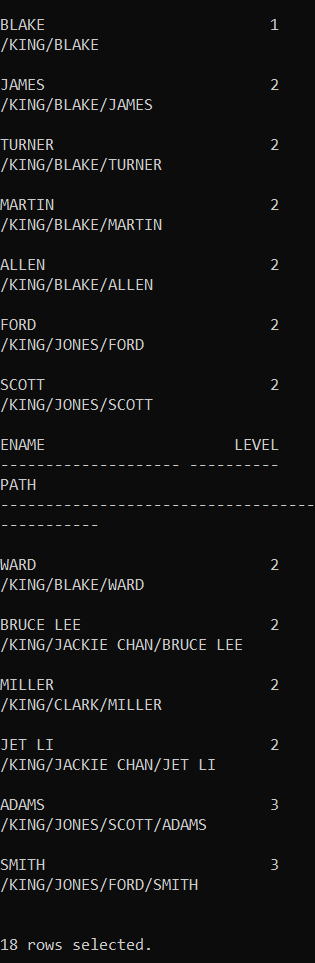 BLAKE                         1
/KING/BLAKE
JAMES                         2
/KING/BLAKE/JAMES
TURNER                        2
/KING/BLAKE/TURNER
MARTIN                        2
/KING/BLAKE/MARTIN
ALLEN                         2
/KING/BLAKE/ALLEN
FORD                          2
/KING/JONES/FORD
SCOTT                         2
/KING/JONES/SCOTT
ENAME                     LEVEL
-------------------- ----------
PATH
-----------------------------------
-----------
WARD                          2
/KING/BLAKE/WARD
BRUCE LEE                     2
/KING/JACKIE CHAN/BRUCE LEE
MILLER                        2
/KING/CLARK/MILLER
JET LI                        2
/KING/JACKIE CHAN/JET LI
ADAMS                         3
/KING/JONES/SCOTT/ADAMS
SMITH                         3
/KING/JONES/FORD/SMITH
18 rows selected.